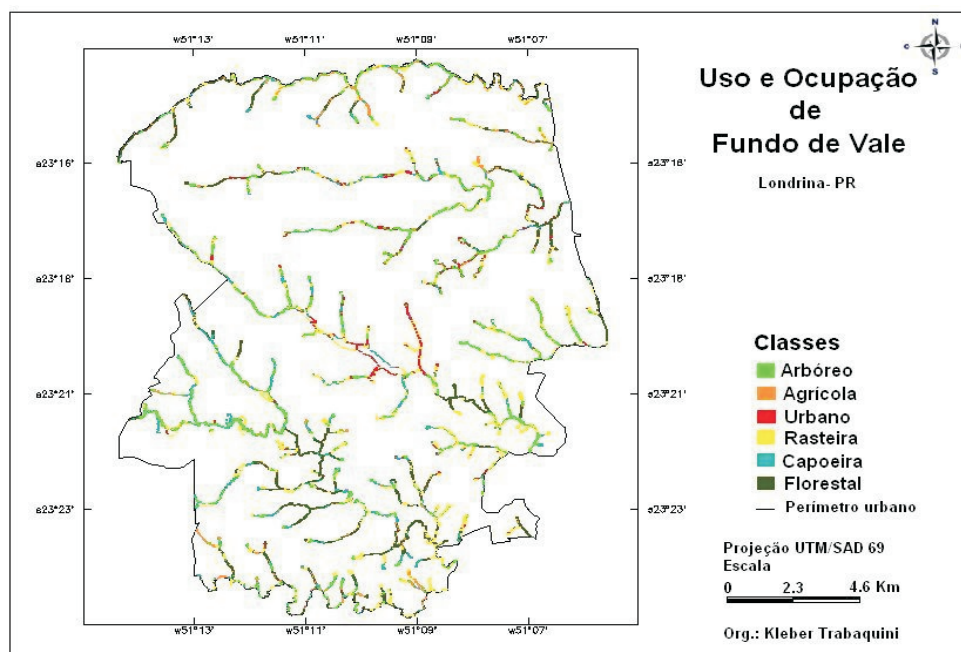 w51°13' w51°11' w51°09' w51°07'
N
O
S
Uso e Ocupação
de
Fundo de Vale
Londrina- PR
s23°16' s23°16'
s23°18' s23°18'
s23°21' s23°21'
s23°23' s23°23'
w51°13' w51°11' w51°09' w51°07'
Classes
Arbóreo
Agrícola
Urbano
Rasteira
Capoeira
Florestal
Perímetro urbano
Projeção UTM/SAD 69
Escala
0 2.3 4.6 Km
Org.: Kleber Trabaquini